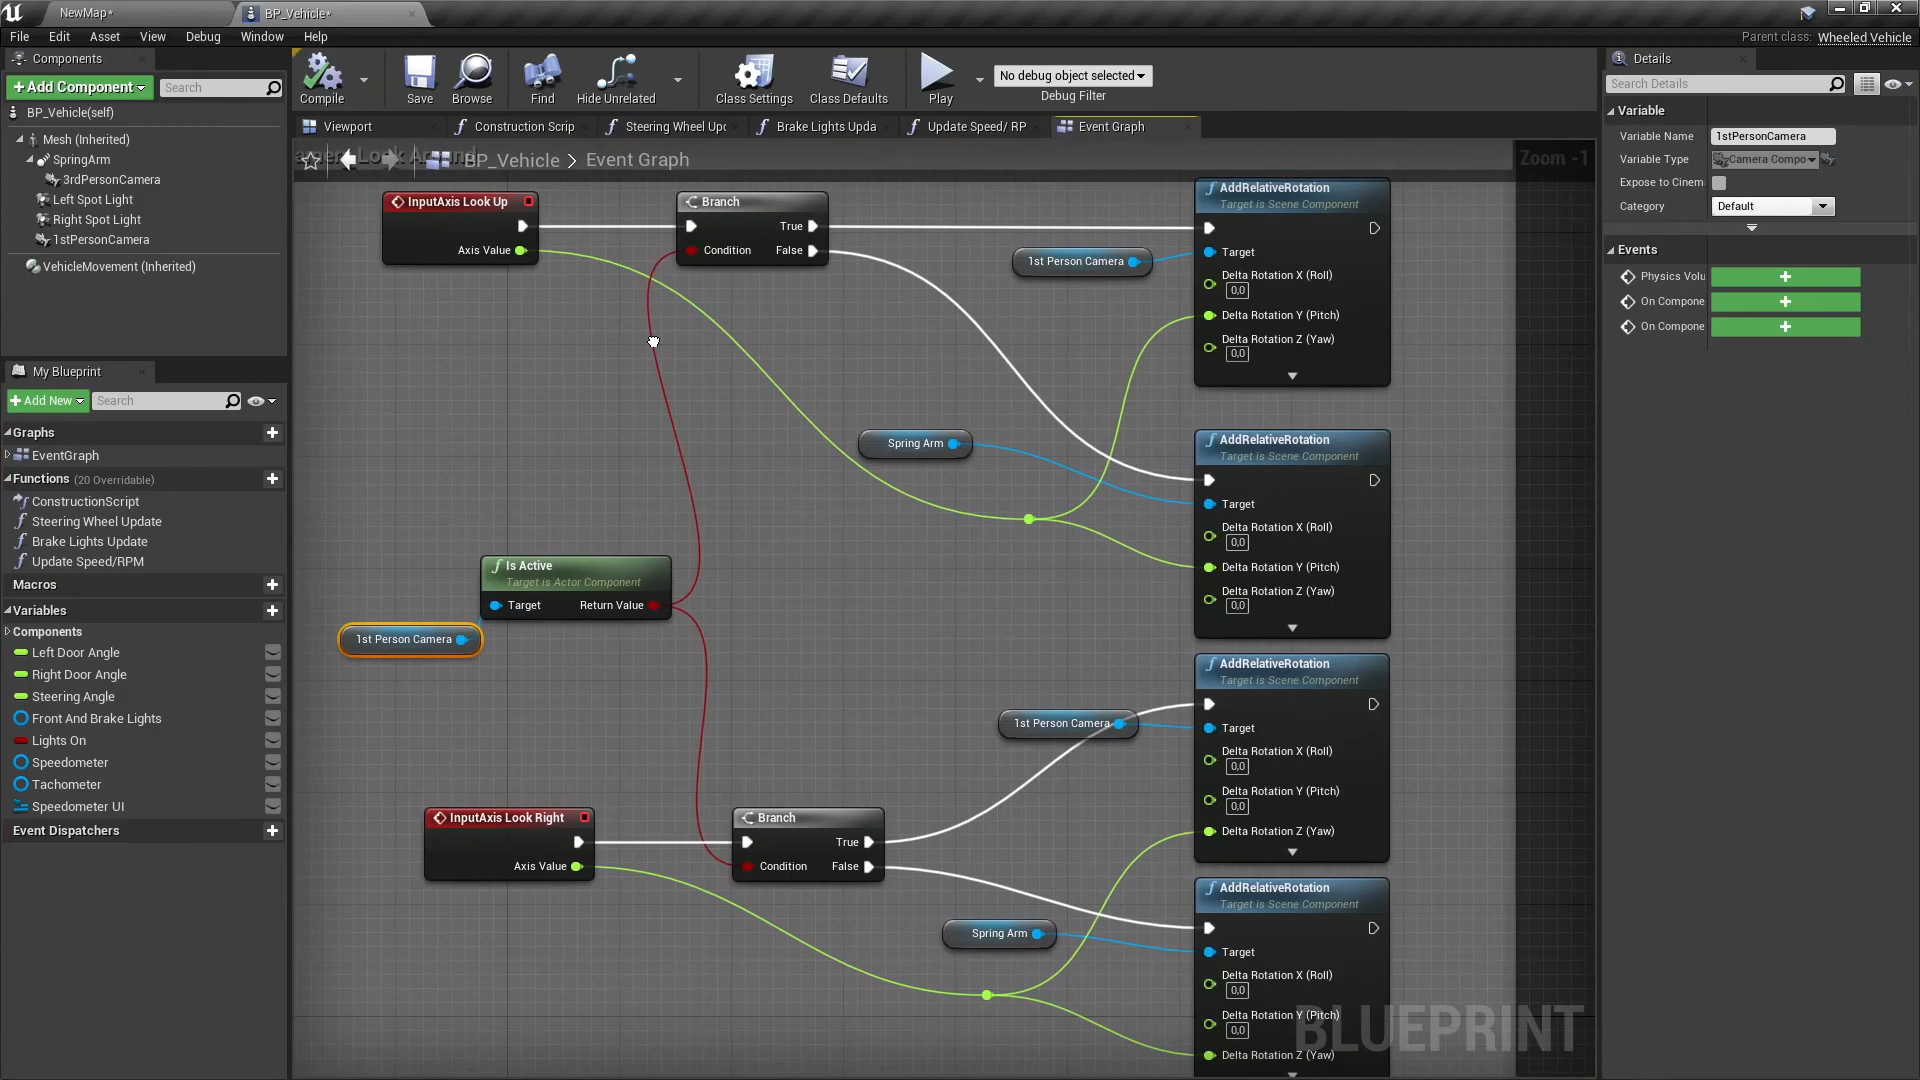 NewMap*
BP_Vehicle*
File Edit Asset View Debug Window Help
Parent class: Wheeled Vehicle
Components
Add Component
Search
BP_Vehicle(self)
Mesh (Inherited)
SpringArm
3rdPersonCamera
Left Spot Light
Right Spot Light
1stPersonCamera
VehicleMovement (Inherited)
My Blueprint
Add New
Search
Graphs
EventGraph
Functions (20 Overridable)
ConstructionScript
Steering Wheel Update
Brake Lights Update
Update Speed/RPM
Macros
Variables
Components
Left Door Angle
Right Door Angle
Steering Angle
Front And Brake Lights
Lights On
Speedometer
Tachometer
Speedometer UI
Event Dispatchers
Compile
Save
Browse
Find
Hide Unrelated
Class Settings
Class Defaults
Play
No debug object selected
Debug Filter
Viewport
Construction Scrip
Steering Wheel Upd
Brake Lights Upda
Update Speed/ RP
Event Graph
BP_Vehicle > Event Graph
Zoom -1
InputAxis Look Up
Axis Value
Branch
True
Condition False
1st Person Camera
AddRelativeRotation
Target is Scene Component
Target
Delta Rotation X (Roll)
0,0
Delta Rotation Y (Pitch)
Delta Rotation Z (Yaw)
0,0
Spring Arm
AddRelativeRotation
Target is Scene Component
Target
Delta Rotation X (Roll)
0,0
Delta Rotation Y (Pitch)
Delta Rotation Z (Yaw)
0,0
Is Active
Target is Actor Component
Target Return Value
1st Person Camera
1st Person Camera
AddRelativeRotation
Target is Scene Component
Target
Delta Rotation X (Roll)
0,0
Delta Rotation Y (Pitch)
0,0
Delta Rotation Z (Yaw)
InputAxis Look Right
Axis Value
Branch
True
Condition False
Spring Arm
AddRelativeRotation
Target is Scene Component
Target
Delta Rotation X (Roll)
0,0
Delta Rotation Y (Pitch)
0,0
Delta Rotation Z (Yaw)
BLUEPRINT
Details
Search Details
Variable
Variable Name 1stPersonCamera
Variable Type Camera Compo
Expose to Cinem
Category Default
Events
Physics Volu
On Compone
On Compone